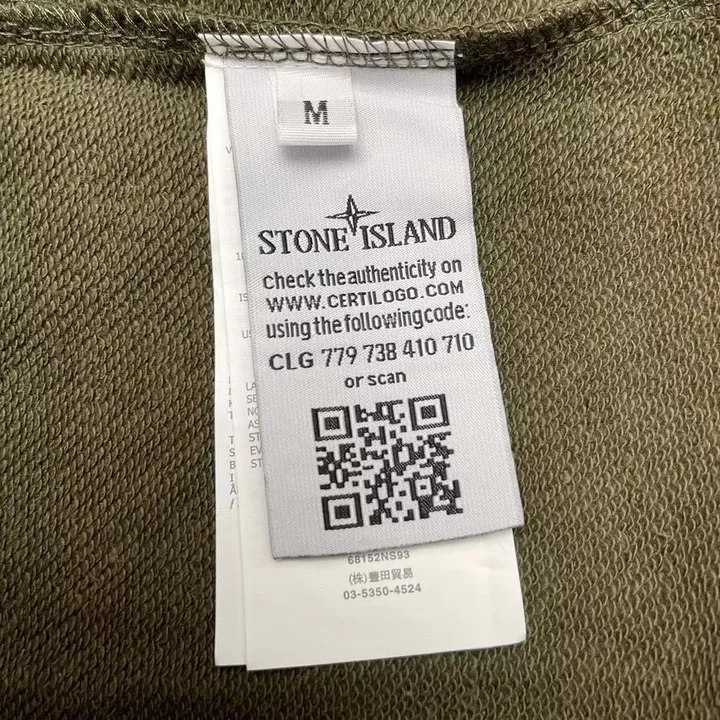 M
STONE ISLAND
Check the authenticity on
WWW.CERTILOGO.COM
using the following code:
CLG 779 738 410 710
or scan
68152NS93
(株)豊田貿易
03-5350-4524